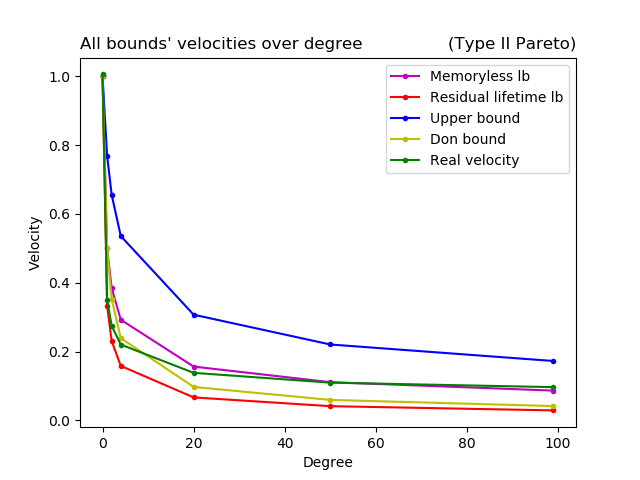 All bounds' velocities over degree (Type II Pareto)
Memoryless lb
Residual lifetime lb
Upper bound
Don bound
Real velocity
1.0
0.8
0.6
0.4
0.2
0.0
Velocity
0 20 40 60 80 100
Degree